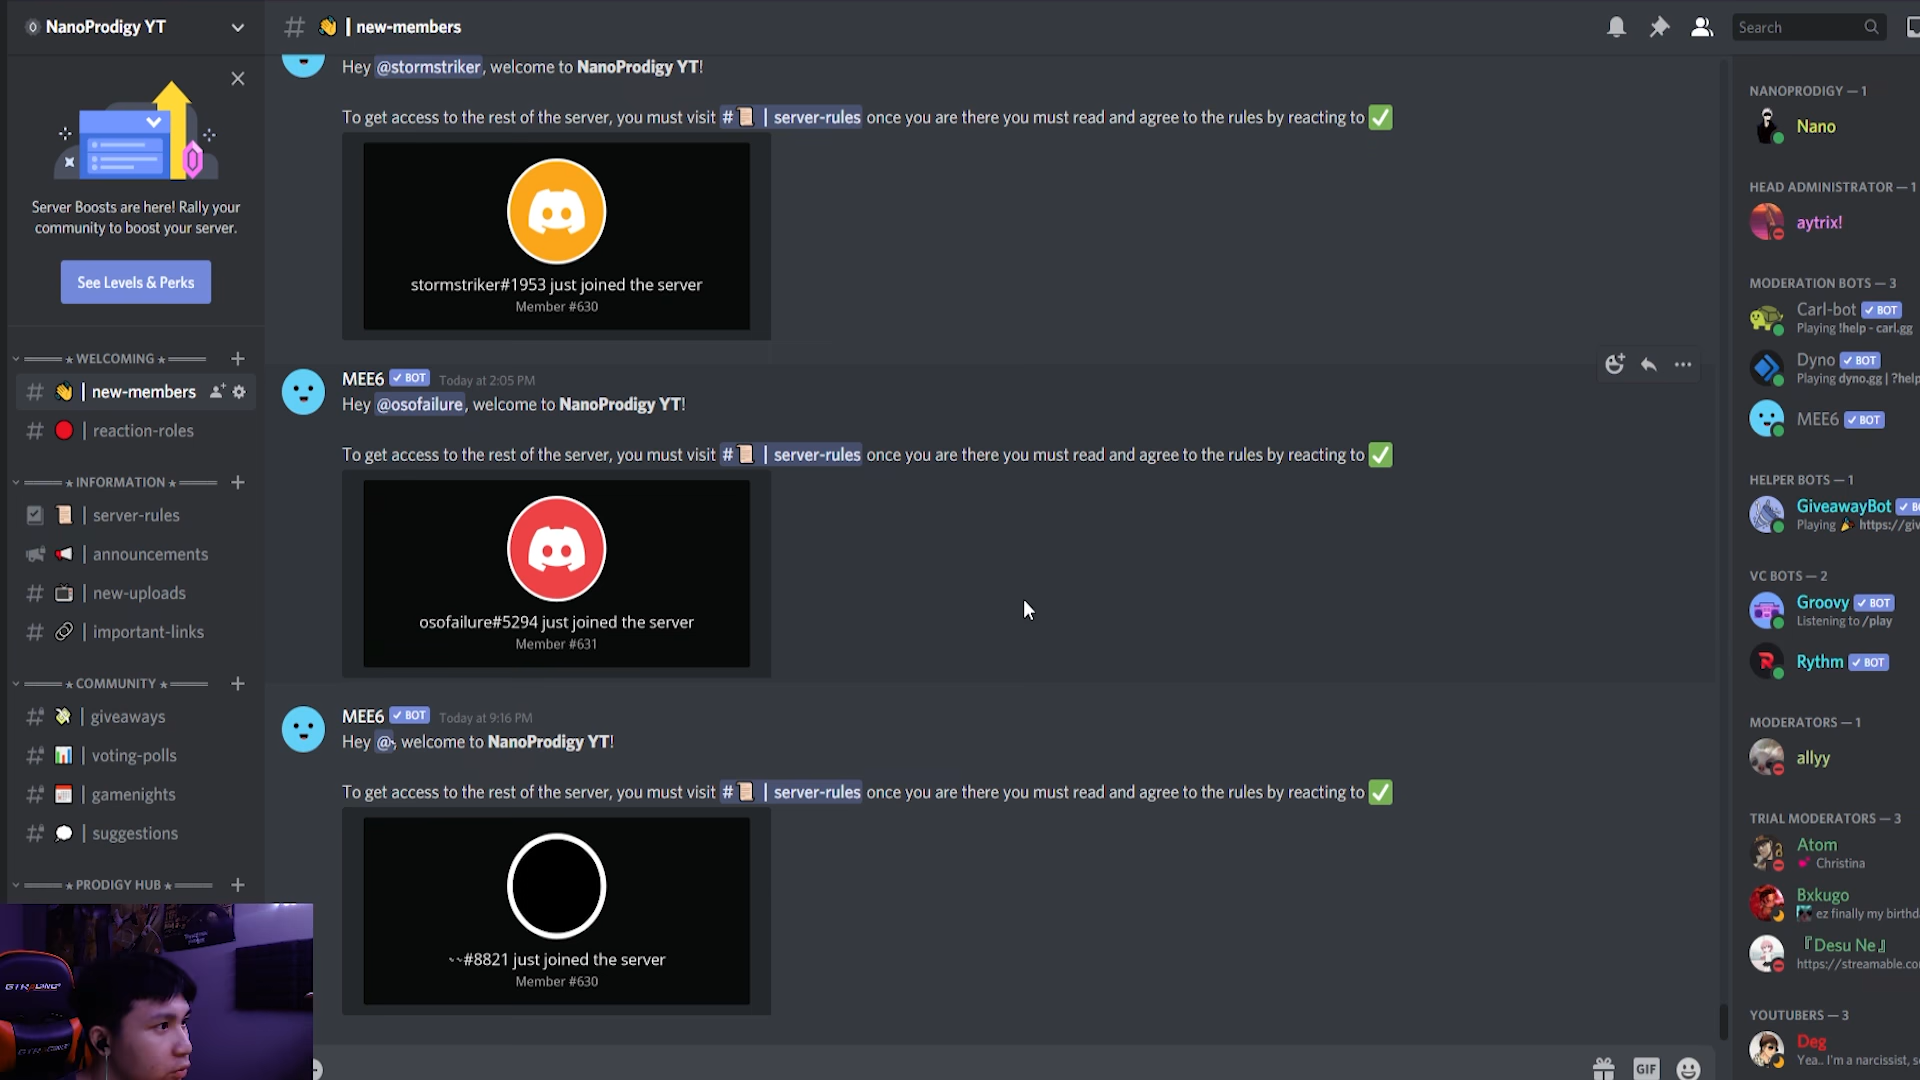 NanoProdigy YT
Server Boosts are here! Rally your
community to boost your server.
See Levels & Perks
WELCOMING
new-members
reaction-roles
INFORMATION
server-rules
announcements
new-uploads
important-links
COMMUNITY
giveaways
voting-polls
gamenights
suggestions
PRODIGY HUB
GTRACING
# 👋 | new-members
Search
Hey @stormstriker, welcome to NanoProdigy YT!
To get access to the rest of the server, you must visit #📜 | server-rules once you are there you must read and agree to the rules by reacting to ✅
stormstriker#1953 just joined the server
Member #630
MEE6 ✓ BOT Today at 2:05 PM
Hey @osofailure, welcome to NanoProdigy YT!
To get access to the rest of the server, you must visit #📜 | server-rules once you are there you must read and agree to the rules by reacting to ✅
osofailure#5294 just joined the server
Member #631
MEE6 ✓ BOT Today at 9:16 PM
Hey @, welcome to NanoProdigy YT!
To get access to the rest of the server, you must visit #📜 | server-rules once you are there you must read and agree to the rules by reacting to ✅
#8821 just joined the server
Member #630
GIF
NANOPRODIGY — 1
Nano
HEAD ADMINISTRATOR — 1
aytrix!
MODERATION BOTS — 3
Carl-bot ✓ BOT
Playing !help - carl.gg
Dyno ✓ BOT
Playing dyno.gg | ?help
MEE6 ✓ BOT
HELPER BOTS — 1
GiveawayBot ✓ B
Playing 🎉 https://giv
VC BOTS — 2
Groovy ✓ BOT
Listening to /play
Rythm ✓ BOT
MODERATORS — 1
allyy
TRIAL MODERATORS — 3
Atom
Christina
Bxkugo
ez finally my birthd
『Desu Ne』
https://streamable.co
YOUTUBERS — 3
Deg
Yea.. I'm a narcissist, s